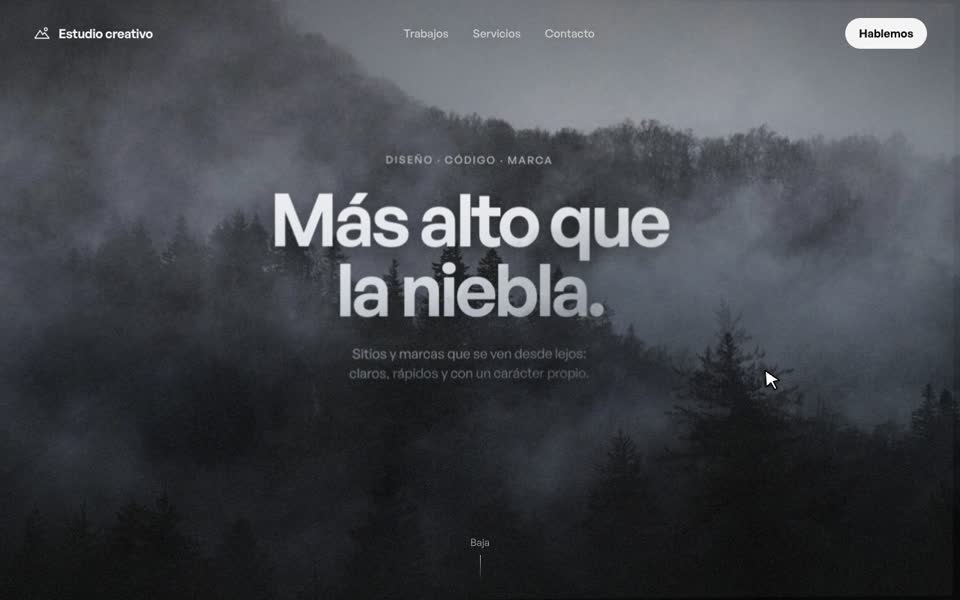 Estudio creativo
Trabajos
Servicios
Contacto
Hablemos
DISEÑO · CÓDIGO · MARCA
Más alto que
la niebla.
Sitios y marcas que se ven desde lejos:
claros, rápidos y con un carácter propio.
Baja